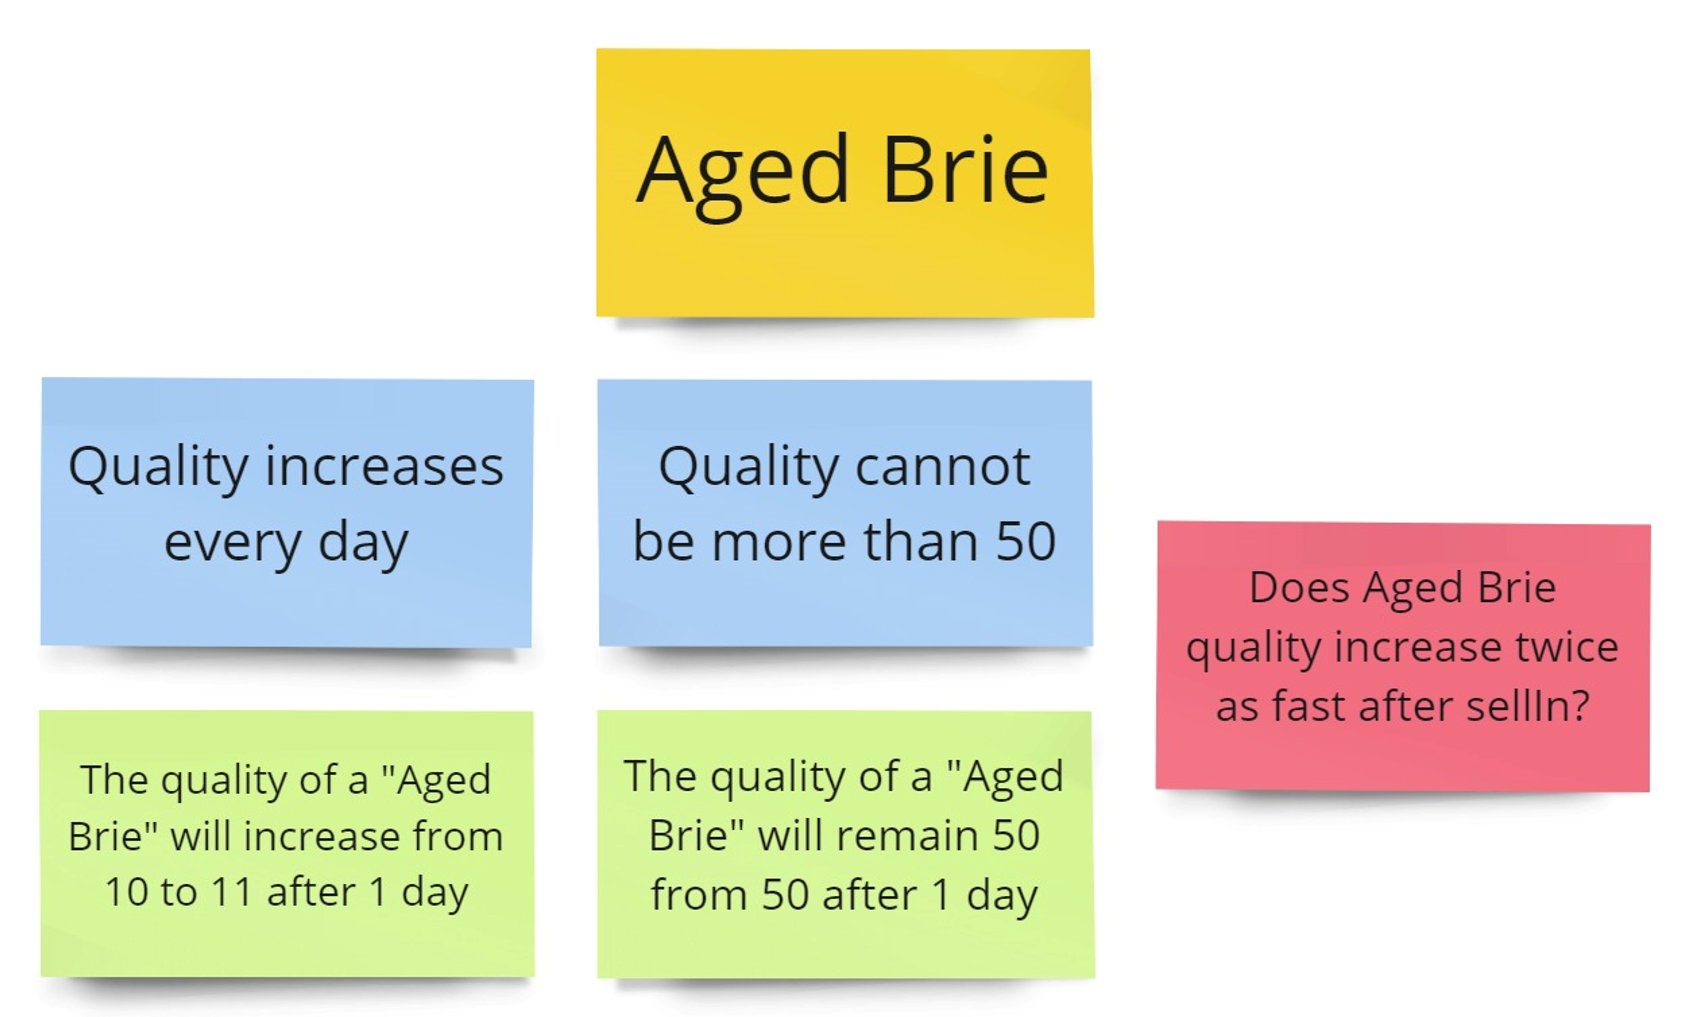 Aged Brie
Quality increases
every day
Quality cannot
be more than 50
Does Aged Brie
quality increase twice
as fast after sellIn?
The quality of a "Aged
Brie" will increase from
10 to 11 after 1 day
The quality of a "Aged
Brie" will remain 50
from 50 after 1 day